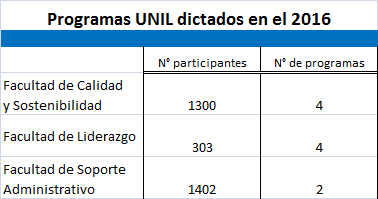 Programas UNIL dictados en el 2016
N° participantes N° de programas
Facultad de Calidad
y Sostenibilidad 1300 4
Facultad de Liderazgo 303 4
Facultad de Soporte
Administrativo 1402 2